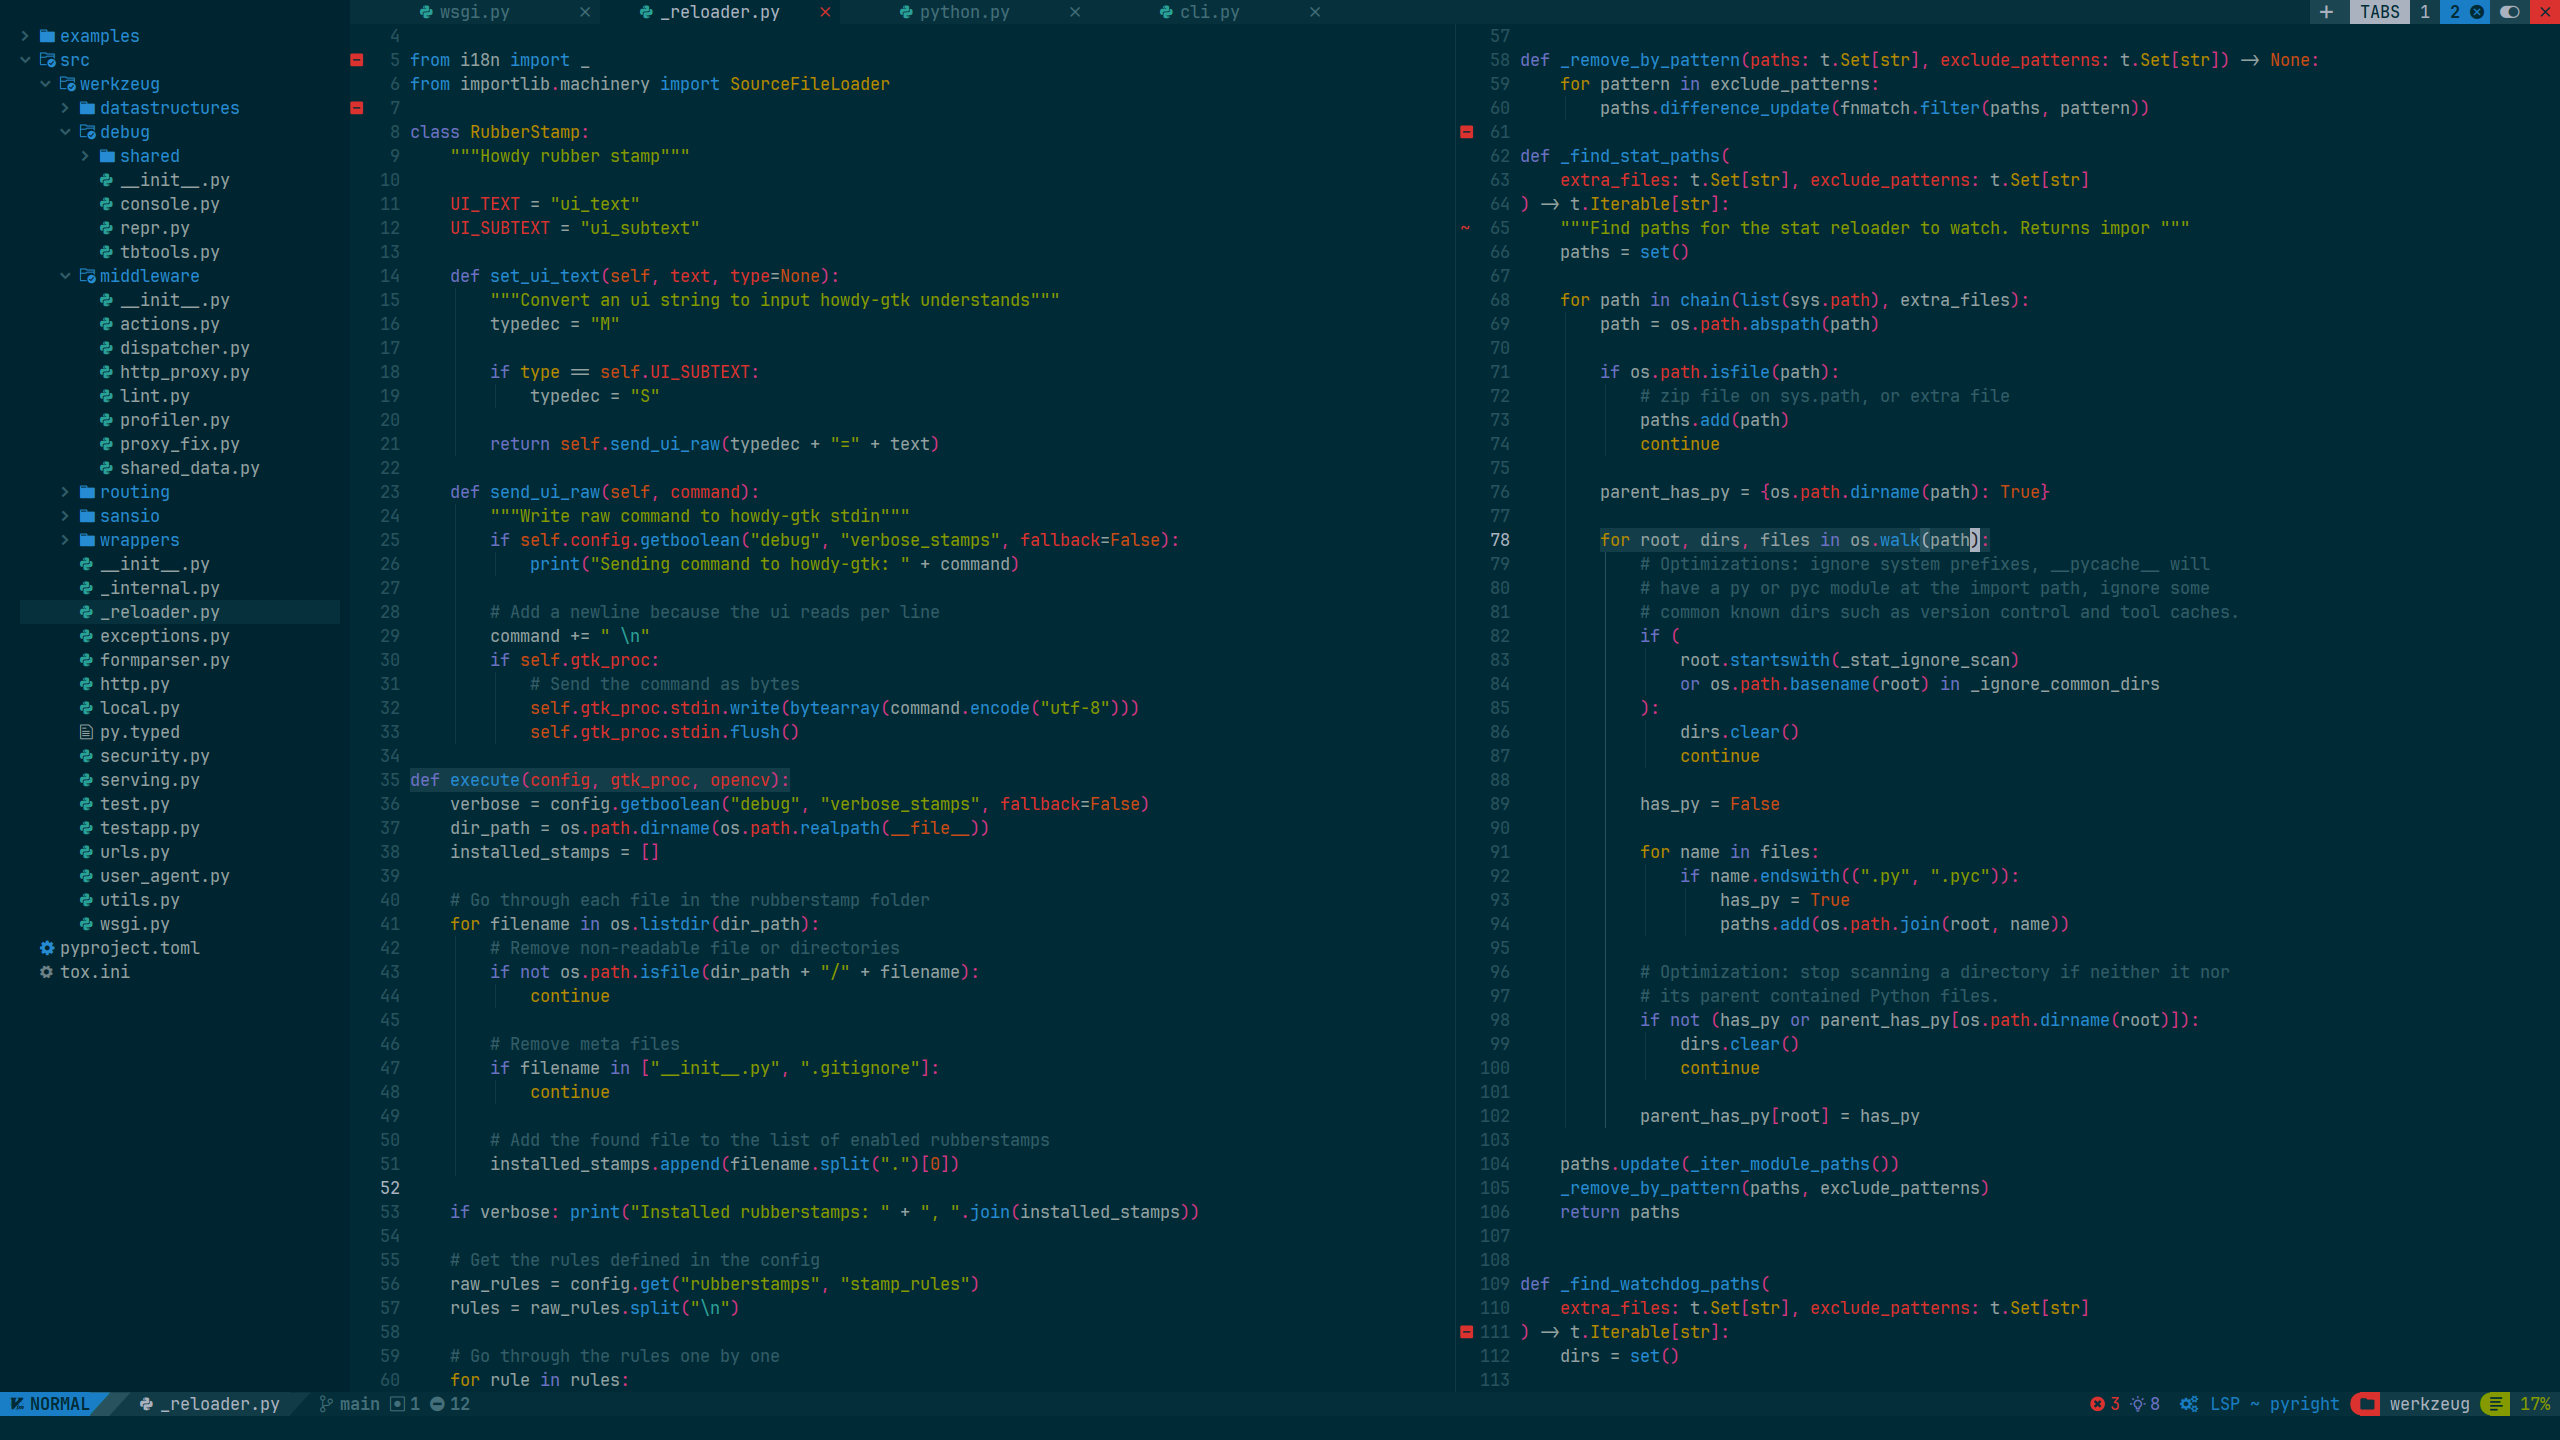 wsgi.py
_reloader.py
python.py
cli.py
TABS 1 2
examples
src
werkzeug
datastructures
debug
shared
__init__.py
console.py
repr.py
tbtools.py
middleware
__init__.py
actions.py
dispatcher.py
http_proxy.py
lint.py
profiler.py
proxy_fix.py
shared_data.py
routing
sansio
wrappers
__init__.py
_internal.py
_reloader.py
exceptions.py
formparser.py
http.py
local.py
py.typed
security.py
serving.py
test.py
testapp.py
urls.py
user_agent.py
utils.py
wsgi.py
pyproject.toml
tox.ini
4
5 from i18n import _
6 from importlib.machinery import SourceFileLoader
7
8 class RubberStamp:
9     """Howdy rubber stamp"""
10
11     UI_TEXT = "ui_text"
12     UI_SUBTEXT = "ui_subtext"
13
14     def set_ui_text(self, text, type=None):
15         """Convert an ui string to input howdy-gtk understands"""
16         typedec = "M"
17
18         if type == self.UI_SUBTEXT:
19             typedec = "S"
20
21         return self.send_ui_raw(typedec + "=" + text)
22
23     def send_ui_raw(self, command):
24         """Write raw command to howdy-gtk stdin"""
25         if self.config.getboolean("debug", "verbose_stamps", fallback=False):
26             print("Sending command to howdy-gtk: " + command)
27
28         # Add a newline because the ui reads per line
29         command += " \n"
30         if self.gtk_proc:
31             # Send the command as bytes
32             self.gtk_proc.stdin.write(bytearray(command.encode("utf-8")))
33             self.gtk_proc.stdin.flush()
34
35 def execute(config, gtk_proc, opencv):
36     verbose = config.getboolean("debug", "verbose_stamps", fallback=False)
37     dir_path = os.path.dirname(os.path.realpath(__file__))
38     installed_stamps = []
39
40     # Go through each file in the rubberstamp folder
41     for filename in os.listdir(dir_path):
42         # Remove non-readable file or directories
43         if not os.path.isfile(dir_path + "/" + filename):
44             continue
45
46         # Remove meta files
47         if filename in ["__init__.py", ".gitignore"]:
48             continue
49
50         # Add the found file to the list of enabled rubberstamps
51         installed_stamps.append(filename.split(".")[0])
52
53     if verbose: print("Installed rubberstamps: " + ", ".join(installed_stamps))
54
55     # Get the rules defined in the config
56     raw_rules = config.get("rubberstamps", "stamp_rules")
57     rules = raw_rules.split("\n")
58
59     # Go through the rules one by one
60     for rule in rules:
57
58 def _remove_by_pattern(paths: t.Set[str], exclude_patterns: t.Set[str]) -> None:
59     for pattern in exclude_patterns:
60         paths.difference_update(fnmatch.filter(paths, pattern))
61
62 def _find_stat_paths(
63     extra_files: t.Set[str], exclude_patterns: t.Set[str]
64 ) -> t.Iterable[str]:
~ 65     """Find paths for the stat reloader to watch. Returns impor """
66     paths = set()
67
68     for path in chain(list(sys.path), extra_files):
69         path = os.path.abspath(path)
70
71         if os.path.isfile(path):
72             # zip file on sys.path, or extra file
73             paths.add(path)
74             continue
75
76         parent_has_py = {os.path.dirname(path): True}
77
78         for root, dirs, files in os.walk(path):
79             # Optimizations: ignore system prefixes, __pycache__ will
80             # have a py or pyc module at the import path, ignore some
81             # common known dirs such as version control and tool caches.
82             if (
83                 root.startswith(_stat_ignore_scan)
84                 or os.path.basename(root) in _ignore_common_dirs
85             ):
86                 dirs.clear()
87                 continue
88
89             has_py = False
90
91             for name in files:
92                 if name.endswith((".py", ".pyc")):
93                     has_py = True
94                     paths.add(os.path.join(root, name))
95
96             # Optimization: stop scanning a directory if neither it nor
97             # its parent contained Python files.
98             if not (has_py or parent_has_py[os.path.dirname(root)]):
99                 dirs.clear()
100                 continue
101
102             parent_has_py[root] = has_py
103
104     paths.update(_iter_module_paths())
105     _remove_by_pattern(paths, exclude_patterns)
106     return paths
107
108
109 def _find_watchdog_paths(
110     extra_files: t.Set[str], exclude_patterns: t.Set[str]
111 ) -> t.Iterable[str]:
112     dirs = set()
113
NORMAL _reloader.py main 1 12
3 8 LSP ~ pyright werkzeug 17%